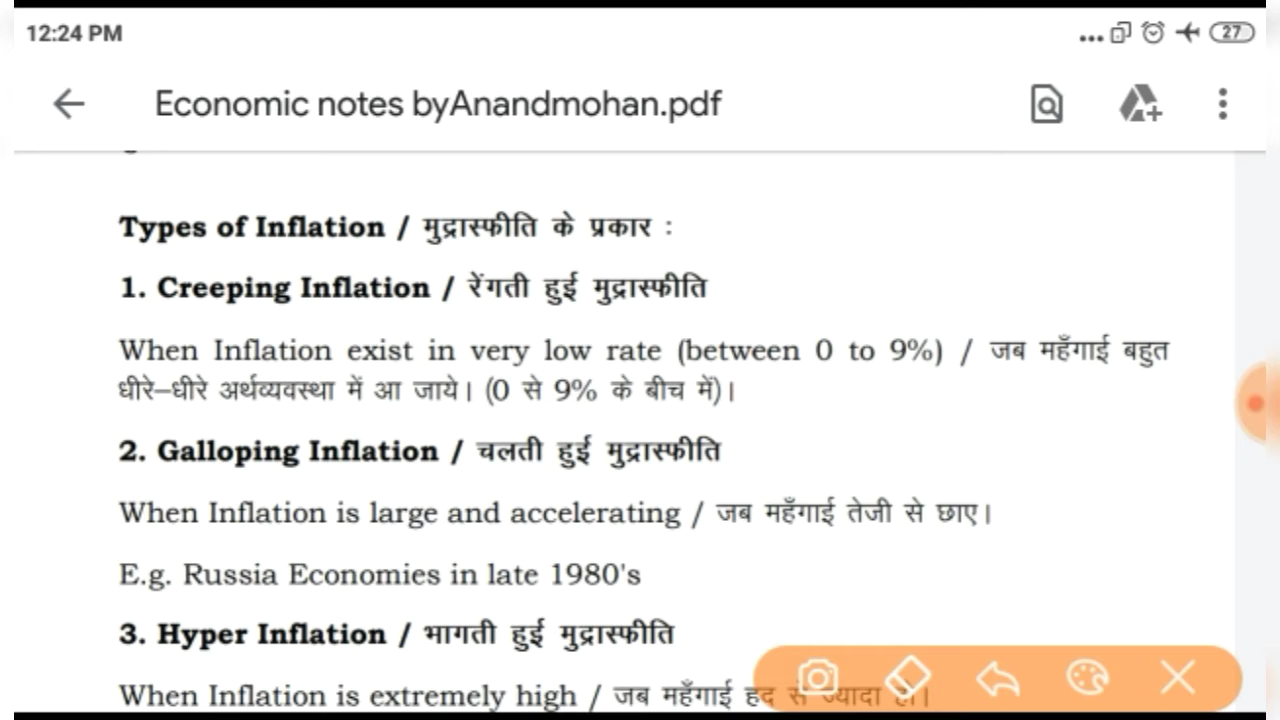 12:24 PM
27
Economic notes byAnandmohan.pdf
Types of Inflation / मुद्रास्फीति के प्रकार :
1. Creeping Inflation / रेंगती हुई मुद्रास्फीति
When Inflation exist in very low rate (between 0 to 9%) / जब महँगाई बहुत
धीरे–धीरे अर्थव्यवस्था में आ जाये। (0 से 9% के बीच में)।
2. Galloping Inflation / चलती हुई मुद्रास्फीति
When Inflation is large and accelerating / जब महँगाई तेजी से छाए।
E.g. Russia Economies in late 1980's
3. Hyper Inflation / भागती हुई मुद्रास्फीति
When Inflation is extremely high / जब महँगाई हद से ज्यादा हो।